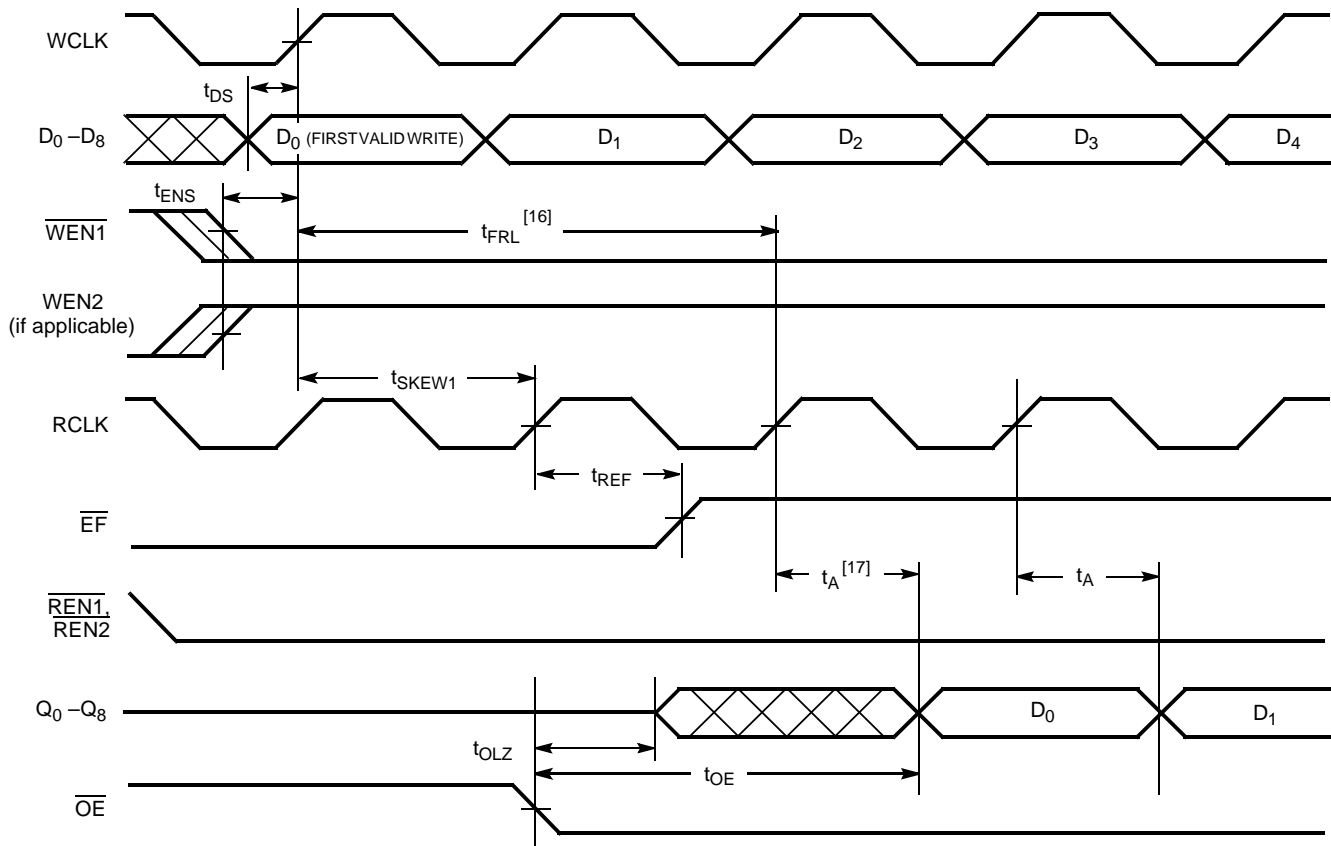 WCLK
tDS
D0 –D8
D0 (FIRST VALID WRITE)
D1
D2
D3
D4
tENS
WEN1
tFRL [16]
WEN2
(if applicable)
tSKEW1
RCLK
tREF
EF
tA [17]
tA
REN1,
REN2
Q0 –Q8
D0
D1
tOLZ
tOE
OE